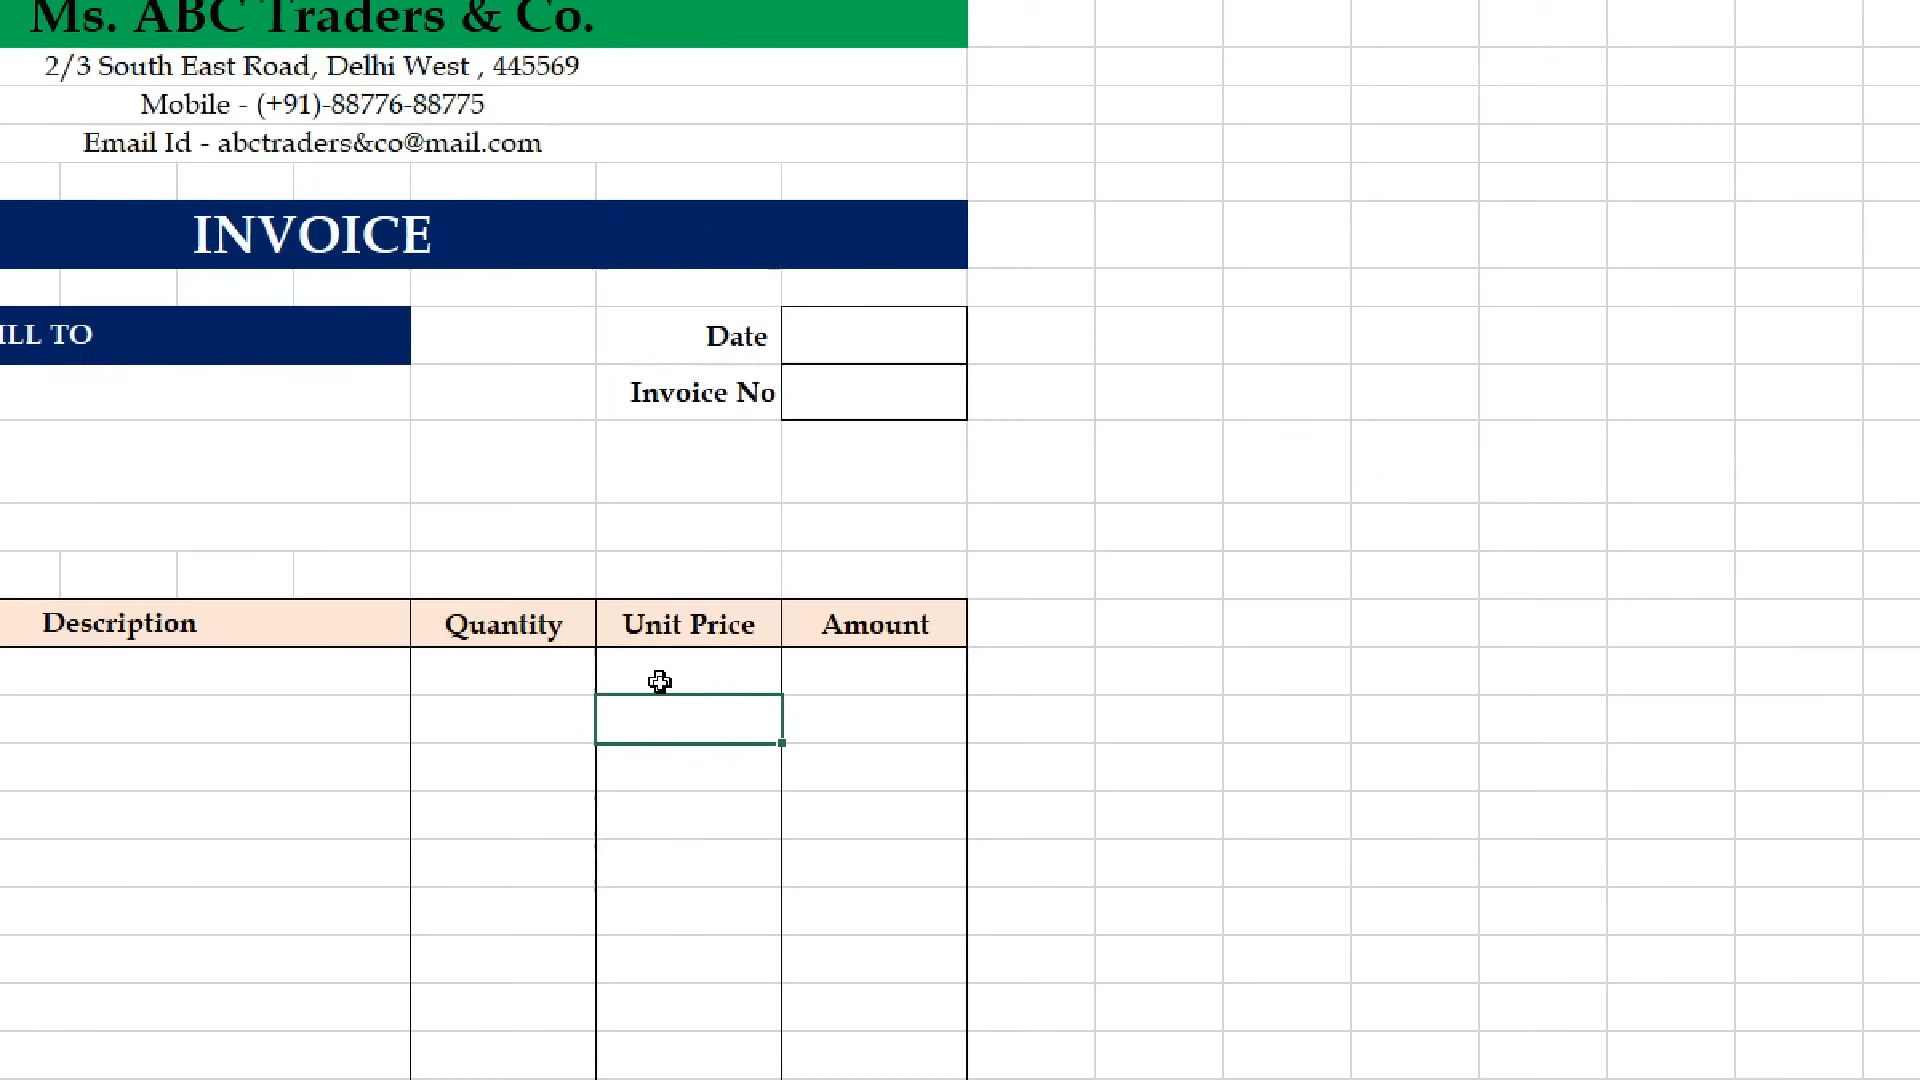 Ms. ABC Traders & Co.
2/3 South East Road, Delhi West , 445569
Mobile - (+91)-88776-88775
Email Id - abctraders&co@mail.com
INVOICE
ILL TO
Date
Invoice No
Description Quantity Unit Price Amount